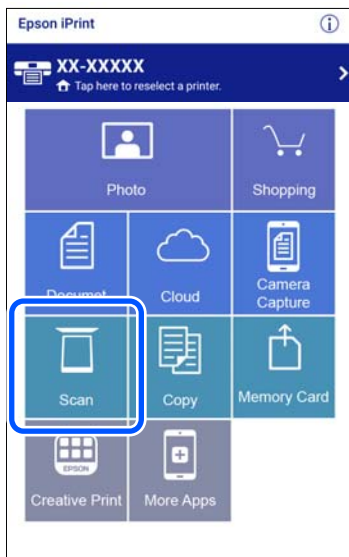 Epson iPrint
XX-XXXXX
Tap here to reselect a printer.
Photo
Shopping
Documet
Cloud
Camera
Capture
Scan
Copy
Memory Card
EPSON
Creative Print
More Apps